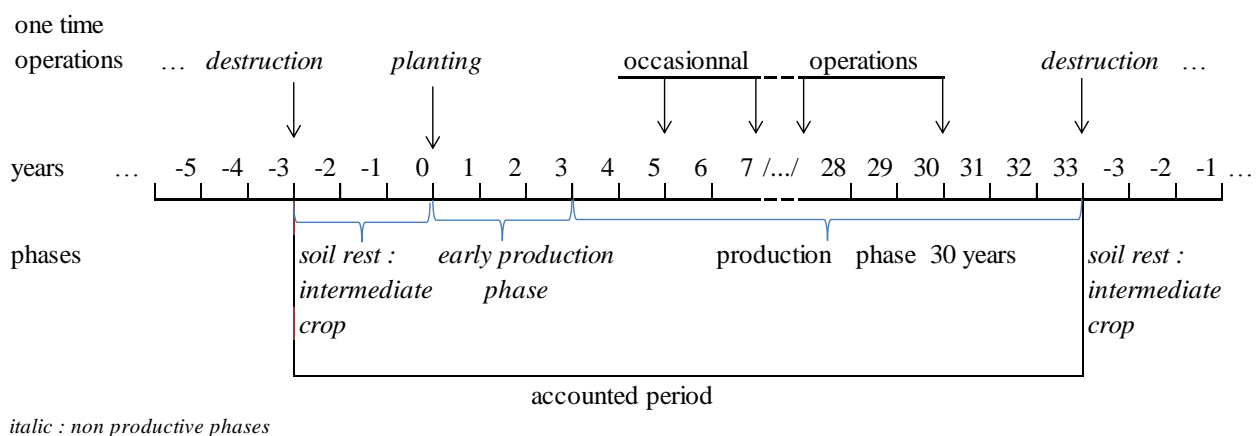 one time
operations … destruction planting occasionnal operations destruction …
years … -5 -4 -3 -2 -1 0 1 2 3 4 5 6 7 /.../ 28 29 30 31 32 33 -3 -2 -1 …
phases soil rest : early production production phase 30 years soil rest :
intermediate phase intermediate
crop crop
accounted period
italic : non productive phases